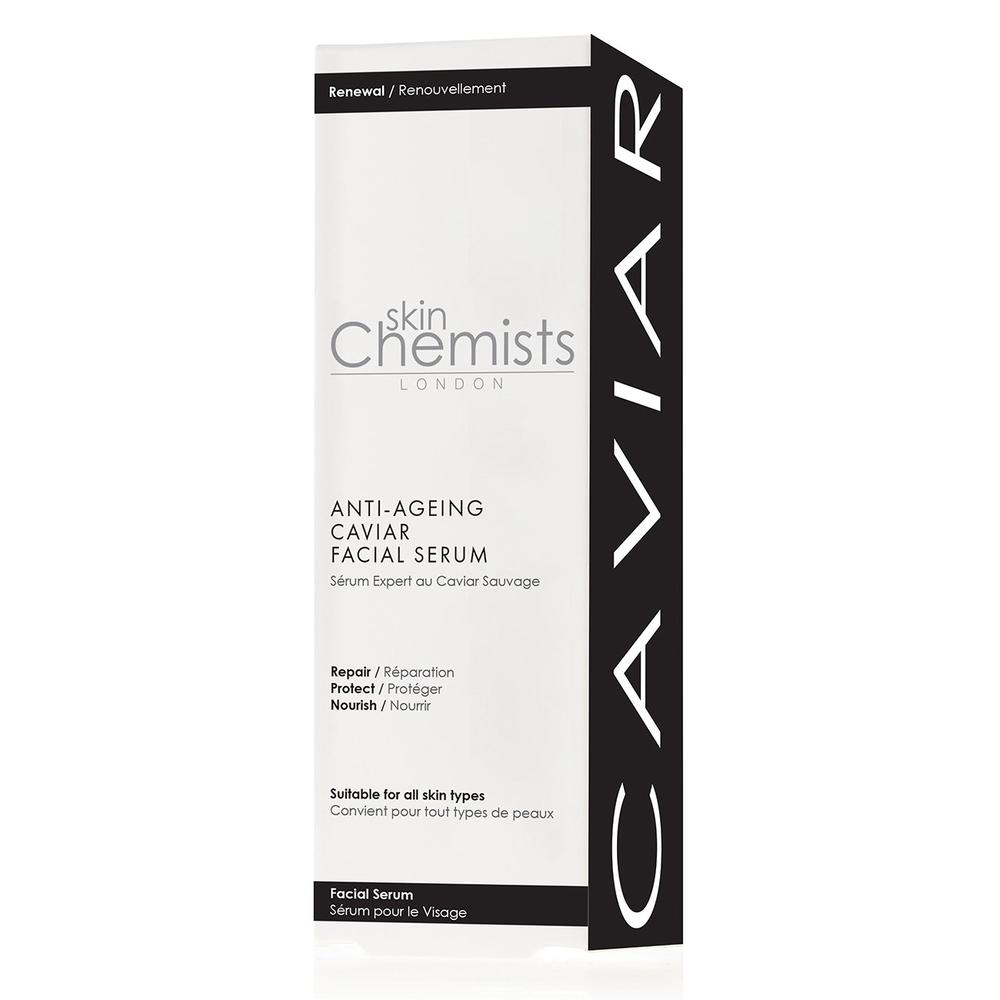 Renewal / Renouvellement
skin
Chemists
LONDON
ANTI-AGEING
CAVIAR
FACIAL SERUM
Sérum Expert au Caviar Sauvage
Repair / Réparation
Protect / Protéger
Nourish / Nourrir
Suitable for all skin types
Convient pour tout types de peaux
Facial Serum
Sérum pour le Visage
CAVIAR